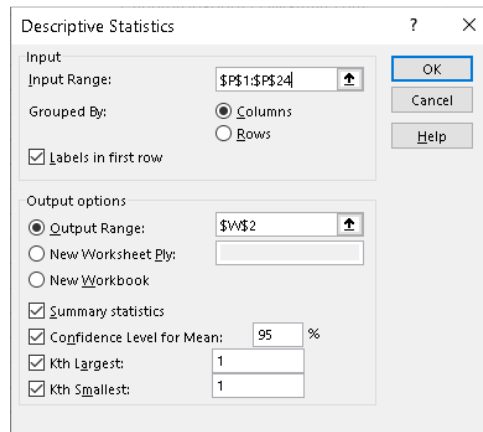 Descriptive Statistics ? ×
Input
Input Range: $P$1:$P$24
Grouped By: Columns
Rows
Labels in first row
OK
Cancel
Help
Output options
Output Range: $W$2
New Worksheet Ply:
New Workbook
Summary statistics
Confidence Level for Mean: 95 %
Kth Largest: 1
Kth Smallest: 1